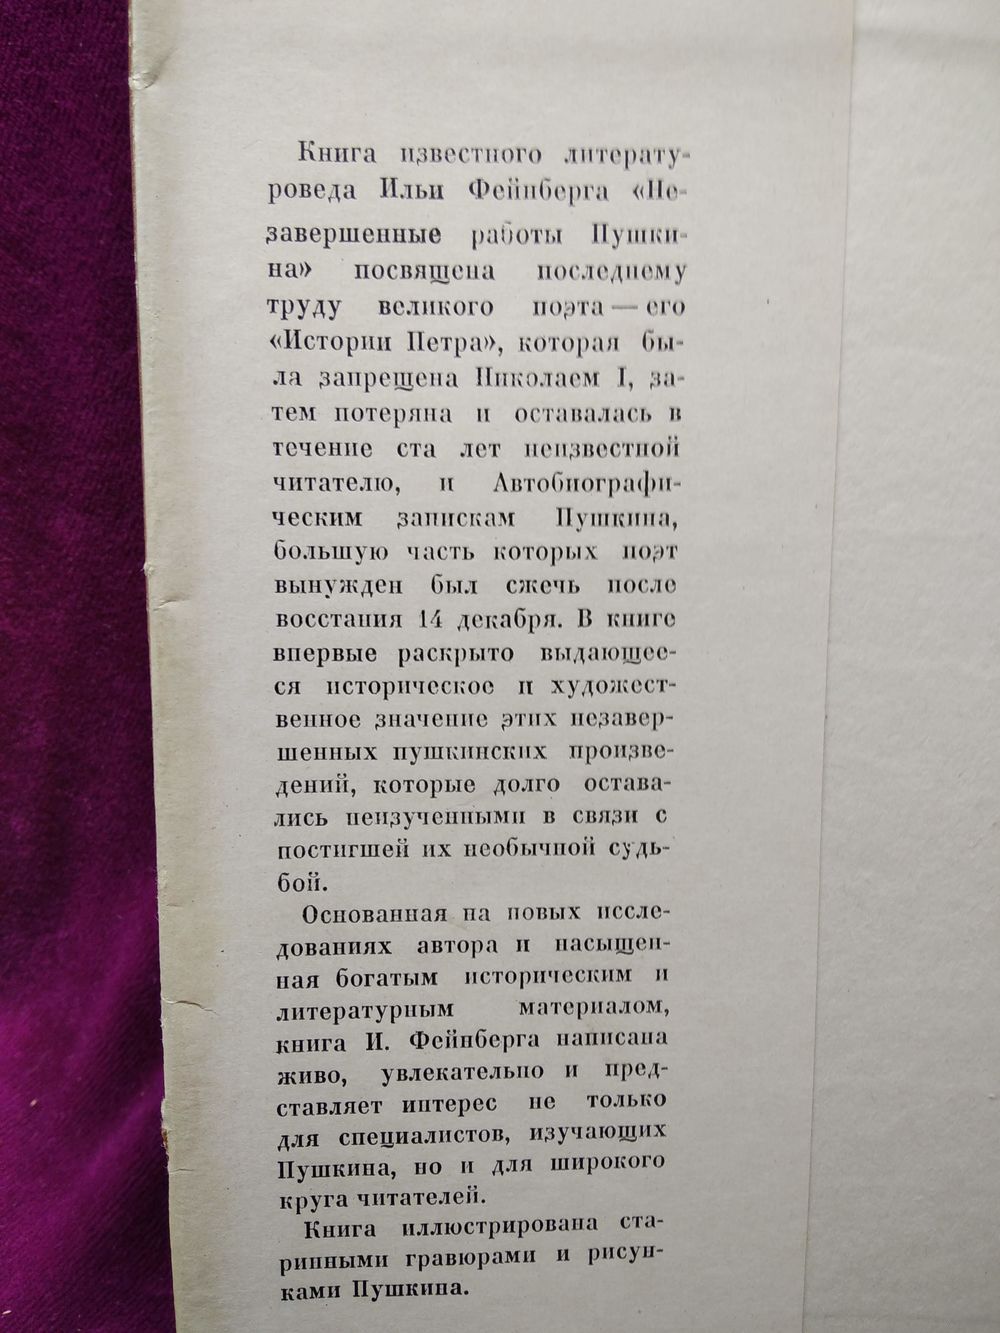 Книга известного литерату-
роведа Ильи Фейнберга «Не-
завершенные работы Пушки-
на» посвящена последнему
труду великого поэта — его
«Истории Петра», которая бы-
ла запрещена Николаем I, за-
тем потеряна и оставалась в
течение ста лет неизвестной
читателю, и Автобиографи-
ческим запискам Пушкина,
большую часть которых поэт
вынужден был сжечь после
восстания 14 декабря. В книге
впервые раскрыто выдающее-
ся историческое и художест-
венное значение этих незавер-
шенных пушкинских произве-
дений, которые долго остава-
лись неизученными в связи с
постигшей их необычной судь-
бой.
Основанная на новых иссле-
дованиях автора и насыщен-
ная богатым историческим и
литературным материалом,
книга И. Фейнберга написана
живо, увлекательно и пред-
ставляет интерес не только
для специалистов, изучающих
Пушкина, но и для широкого
круга читателей.
Книга иллюстрирована ста-
ринными гравюрами и рисун-
ками Пушкина.